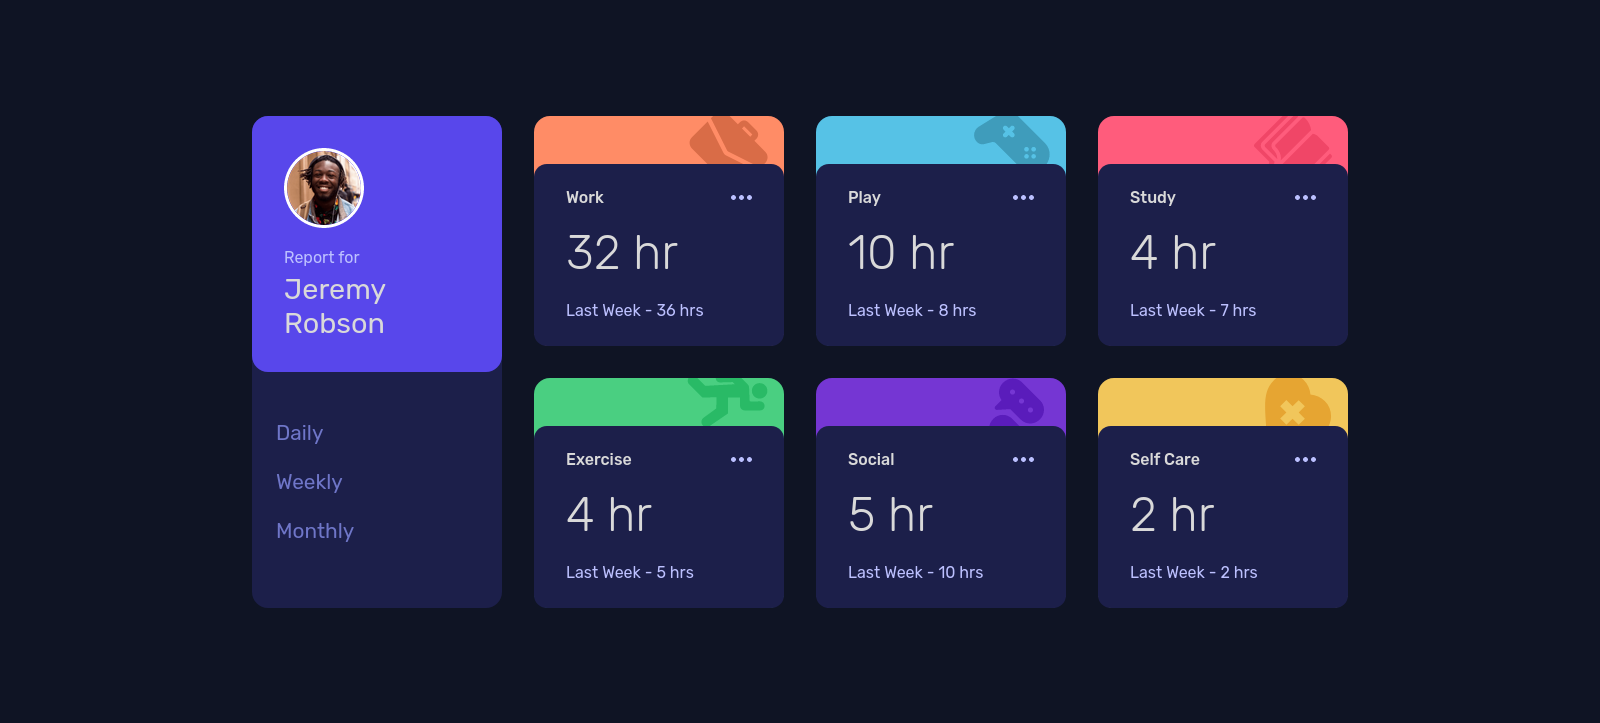 Report for
Jeremy
Robson
Daily
Weekly
Monthly
Work
32 hr
Last Week - 36 hrs
Play
10 hr
Last Week - 8 hrs
Study
4 hr
Last Week - 7 hrs
Exercise
4 hr
Last Week - 5 hrs
Social
5 hr
Last Week - 10 hrs
Self Care
2 hr
Last Week - 2 hrs